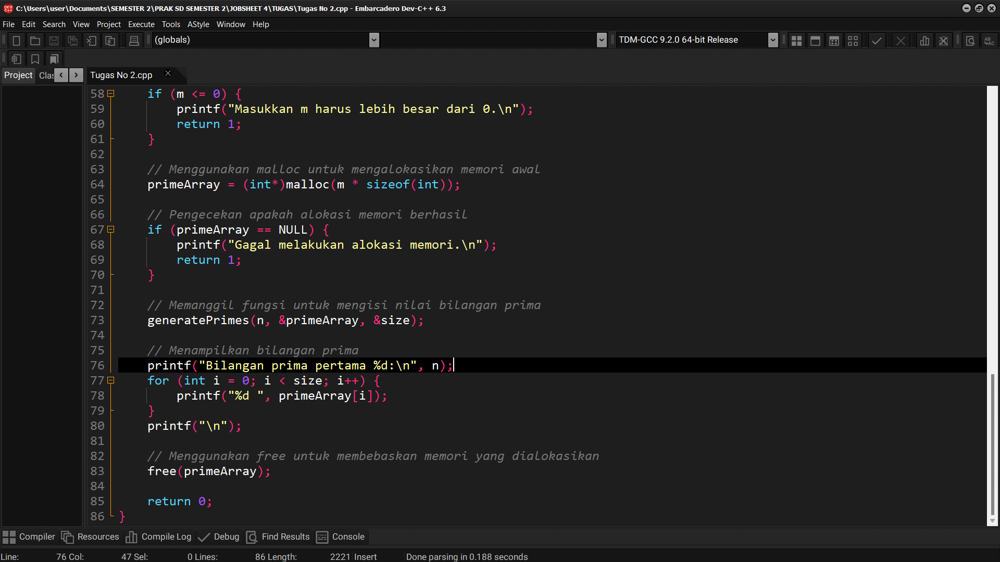 C:\Users\user\Documents\SEMESTER 2\PRAK SD SEMESTER 2\JOBSHEET 4\TUGAS\Tugas No 2.cpp - Embarcadero Dev-C++ 6.3
File Edit Search View Project Execute Tools AStyle Window Help
(globals) TDM-GCC 9.2.0 64-bit Release
Project Clas Tugas No 2.cpp
58 if (m <= 0) {
59 printf("Masukkan m harus lebih besar dari 0.\n");
60 return 1;
61 }
62
63 // Menggunakan malloc untuk mengalokasikan memori awal
64 primeArray = (int*)malloc(m * sizeof(int));
65
66 // Pengecekan apakah alokasi memori berhasil
67 if (primeArray == NULL) {
68 printf("Gagal melakukan alokasi memori.\n");
69 return 1;
70 }
71
72 // Memanggil fungsi untuk mengisi nilai bilangan prima
73 generatePrimes(n, &primeArray, &size);
74
75 // Menampilkan bilangan prima
76 printf("Bilangan prima pertama %d:\n", n);
77 for (int i = 0; i < size; i++) {
78 printf("%d ", primeArray[i]);
79 }
80 printf("\n");
81
82 // Menggunakan free untuk membebaskan memori yang dialokasikan
83 free(primeArray);
84
85 return 0;
86 }
Compiler Resources Compile Log Debug Find Results Console
Line: 76 Col: 47 Sel: 0 Lines: 86 Length: 2221 Insert Done parsing in 0.188 seconds